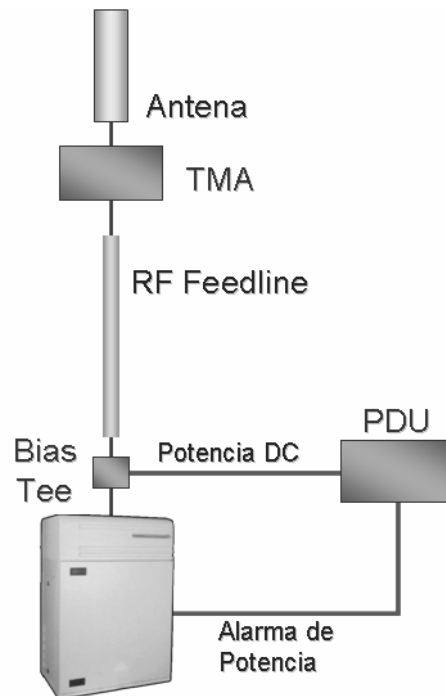 Antena
TMA
RF Feedline
PDU
Bias
Tee
Potencia DC
Alarma de
Potencia